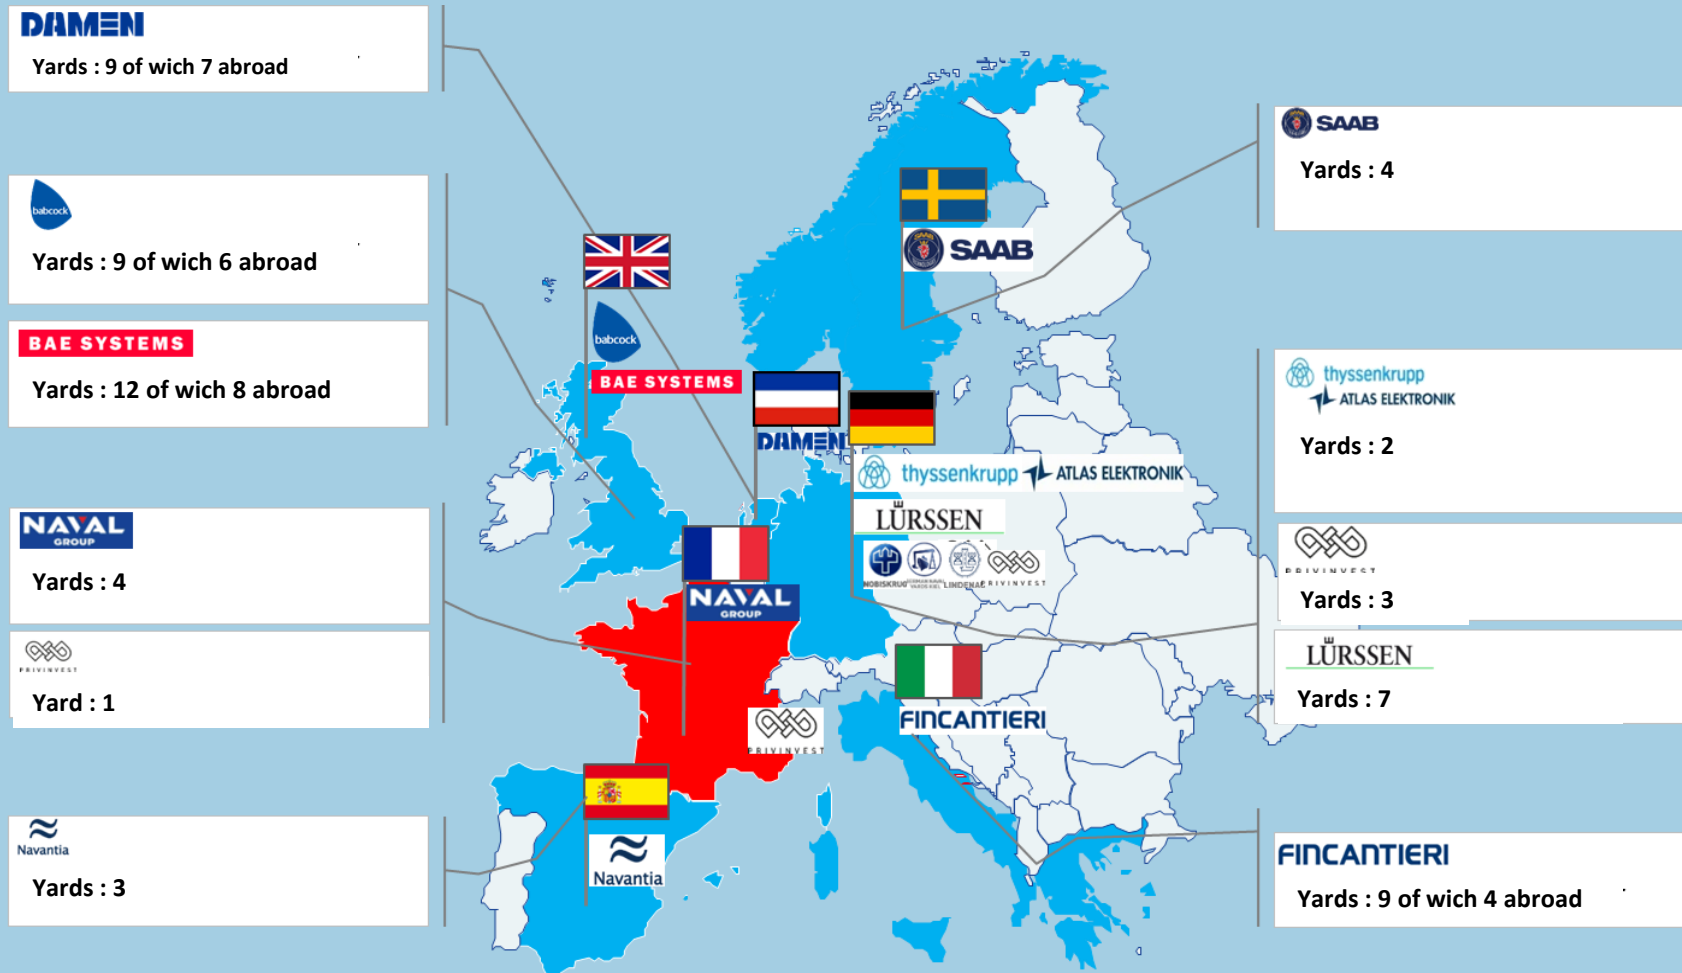 DAMEN
Yards : 9 of wich 7 abroad
babcock
Yards : 9 of wich 6 abroad
BAE SYSTEMS
Yards : 12 of wich 8 abroad
NAVAL
GROUP
Yards : 4
PRIVINVEST
Yard : 1
Navantia
Yards : 3
SAAB
babcock
BAE SYSTEMS
DAMEN
thyssenkrupp ATLAS ELEKTRONIK
LÜRSSEN
NOBISKRUG
LINDENAU
PRIVINVEST
NAVAL
GROUP
PRIVINVEST
FINCANTIERI
Navantia
SAAB
Yards : 4
thyssenkrupp
ATLAS ELEKTRONIK
Yards : 2
PRIVINVEST
Yards : 3
LÜRSSEN
Yards : 7
FINCANTIERI
Yards : 9 of wich 4 abroad